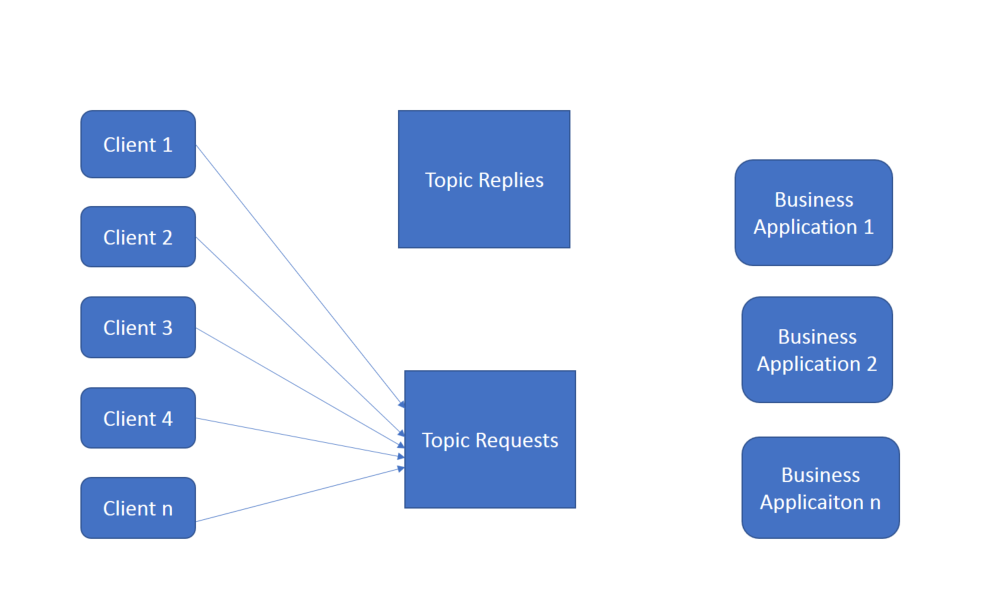 Client 1
Client 2
Client 3
Client 4
Client n
Topic Replies
Topic Requests
Business
Application 1
Business
Application 2
Business
Applicaiton n